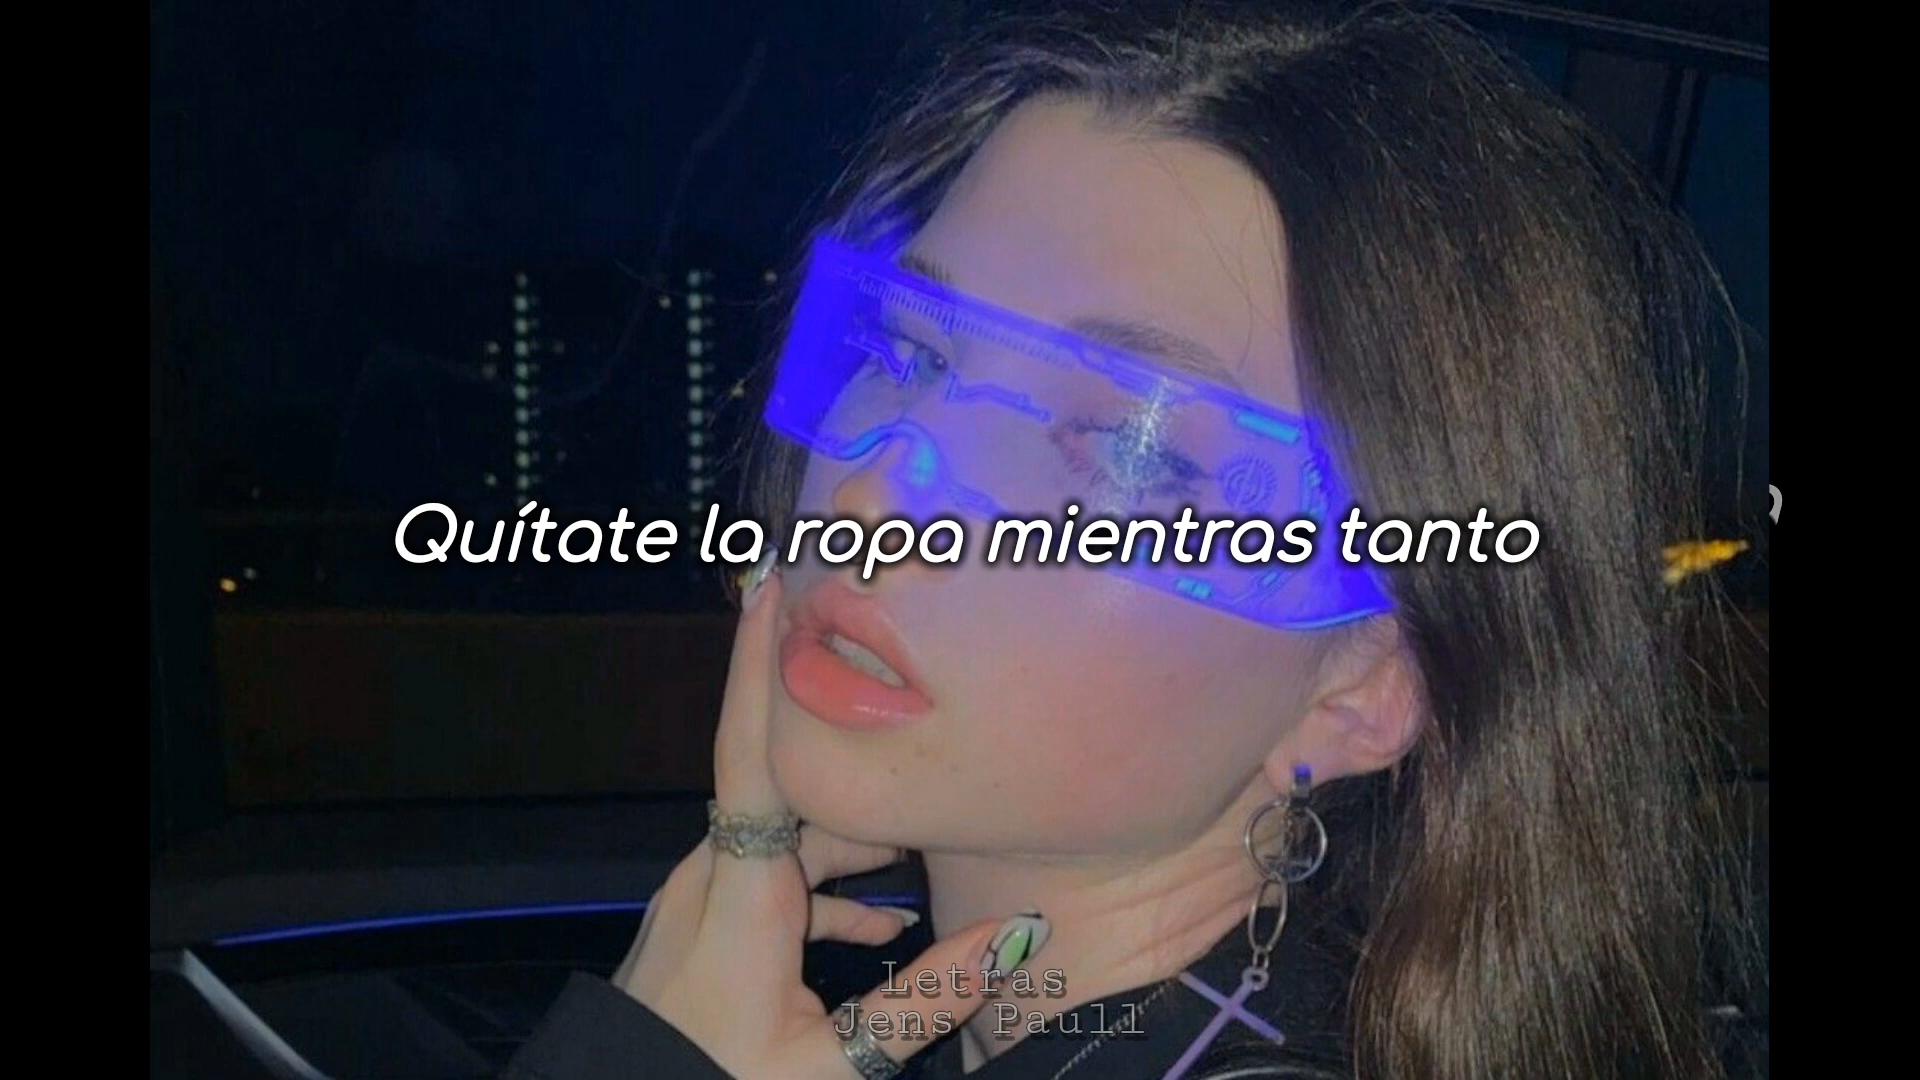 Quítate la ropa mientras tanto
Letras
Jens Paull